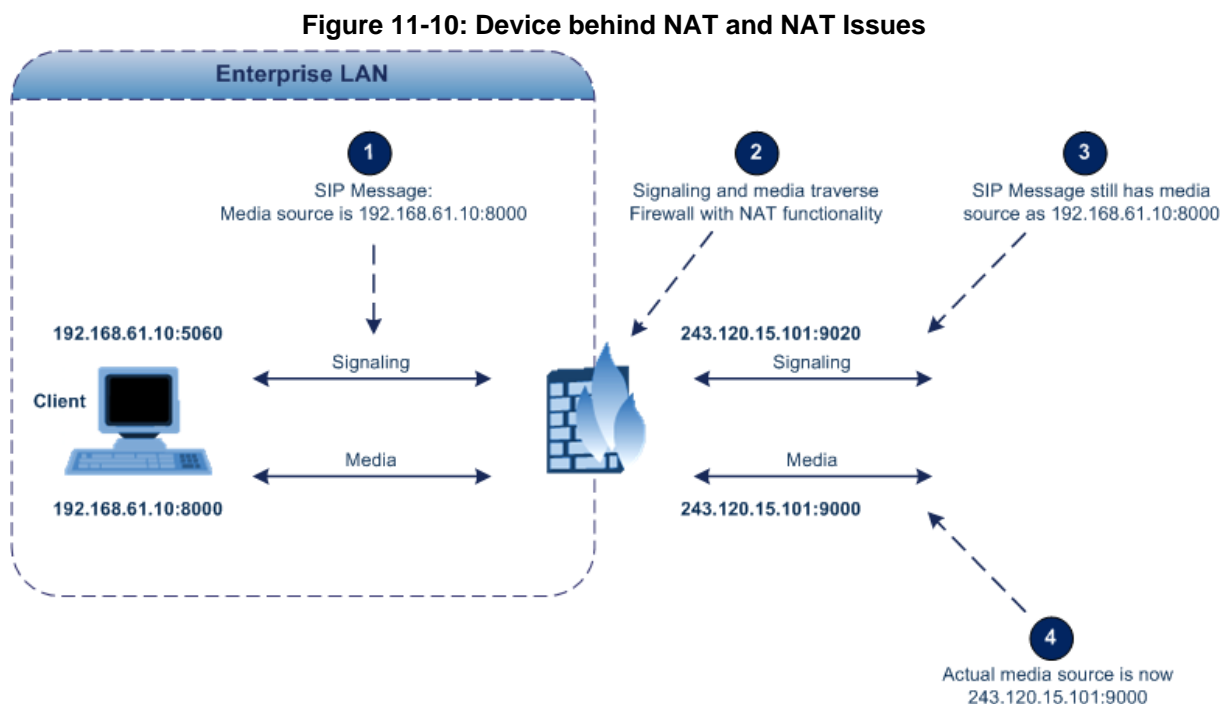 Figure 11-10: Device behind NAT and NAT Issues
Enterprise LAN
1
SIP Message:
Media source is 192.168.61.10:8000
2
Signaling and media traverse
Firewall with NAT functionality
3
SIP Message still has media
source as 192.168.61.10:8000
192.168.61.10:5060
Signaling
243.120.15.101:9020
Signaling
Client
Media
192.168.61.10:8000
Media
243.120.15.101:9000
4
Actual media source is now
243.120.15.101:9000